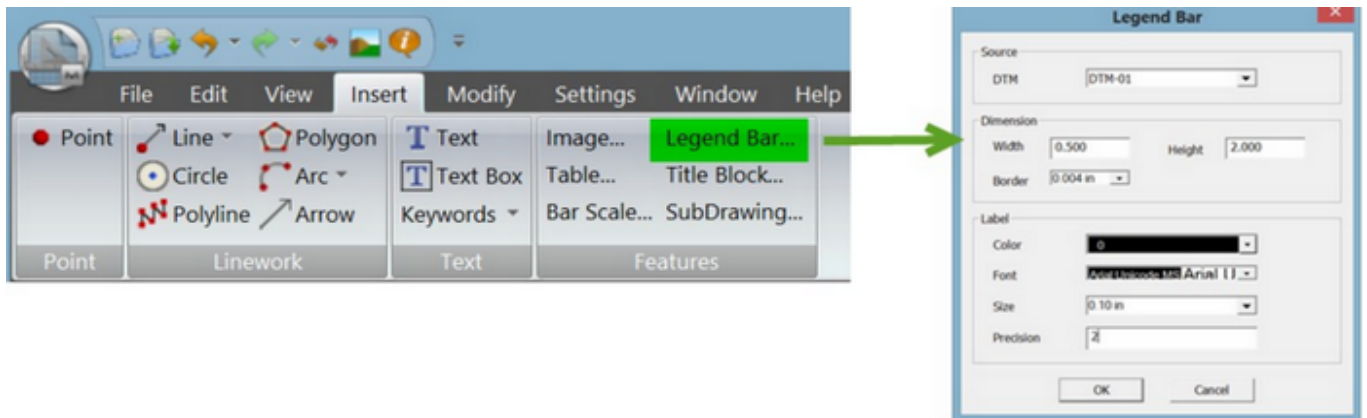 File Edit View Insert Modify Settings Window Help
Point Line Polygon T Text Image... Legend Bar...
Circle Arc T Text Box Table... Title Block...
Polyline Arrow Keywords Bar Scale... SubDrawing...
Point Linework Text Features
Legend Bar
Source
DTM DTM-01
Dimension
Width 0.500 Height 2.000
Border 0.004 in
Label
Color 0
Font Arial Unicode MS Arial U
Size 0.10 in
Precision 2
OK Cancel